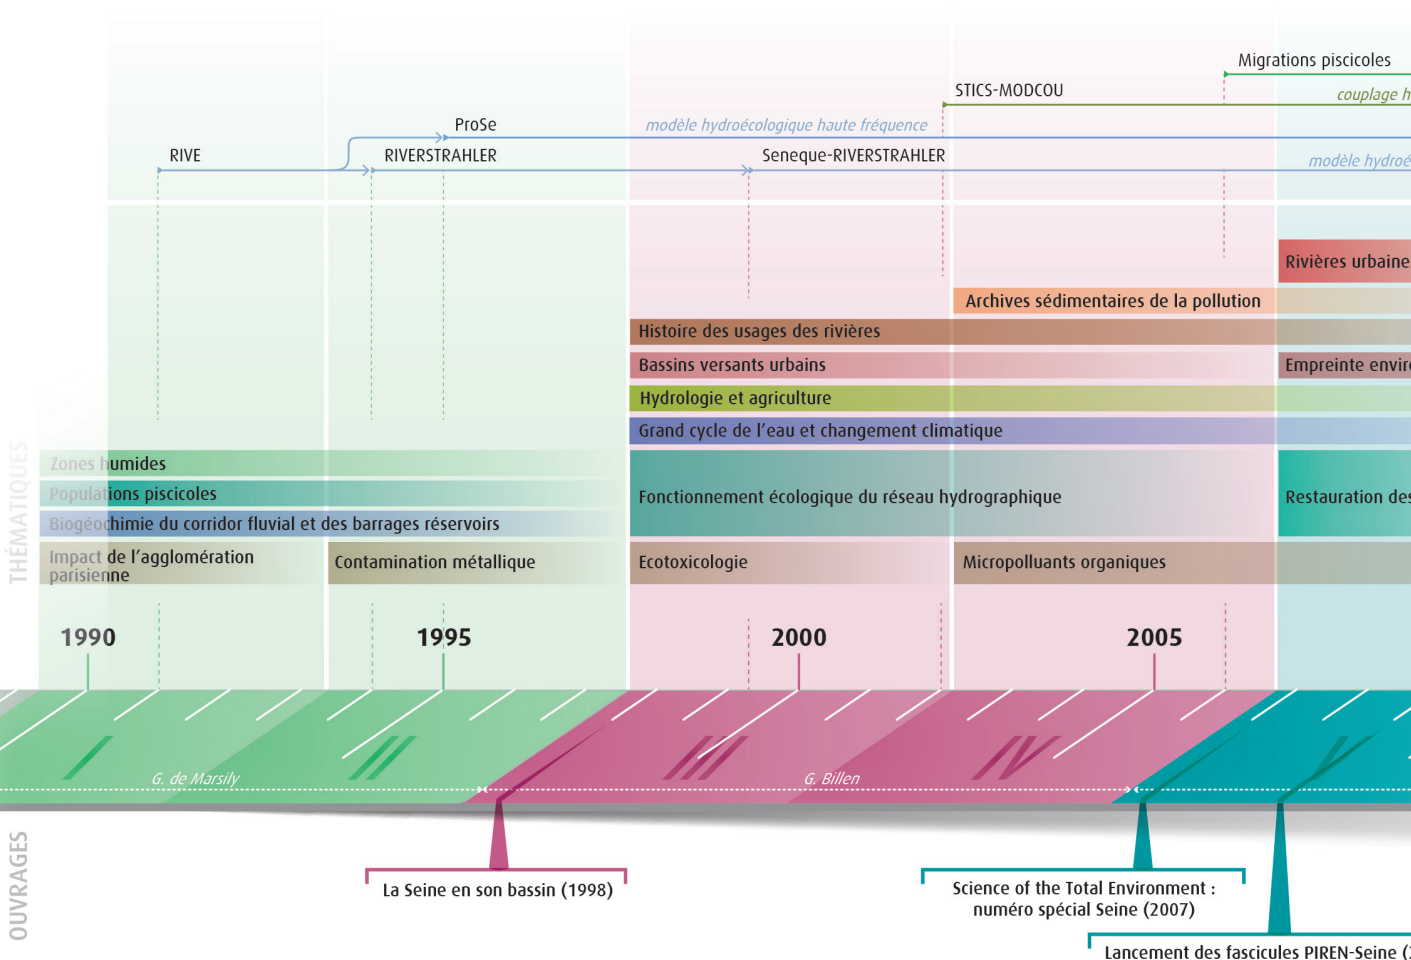 Migrations piscicoles
STICS-MODCOU
couplage h
ProSe
modèle hydroécologique haute fréquence
RIVE
RIVERSTRAHLER
Seneque-RIVERSTRAHLER
modèle hydroé
Rivières urbaine
Archives sédimentaires de la pollution
Histoire des usages des rivières
Bassins versants urbains
Empreinte enviro
Hydrologie et agriculture
Grand cycle de l'eau et changement climatique
THÉMATIQUES
Zones humides
Populations piscicoles
Fonctionnement écologique du réseau hydrographique
Restauration des
Biogéochimie du corridor fluvial et des barrages réservoirs
Impact de l'agglomération
parisienne
Contamination métallique
Ecotoxicologie
Micropolluants organiques
1990
1995
2000
2005
I
II
III
IV
V
G. de Marsily
G. Billen
OUVRAGES
La Seine en son bassin (1998)
Science of the Total Environment :
numéro spécial Seine (2007)
Lancement des fascicules PIREN-Seine (2